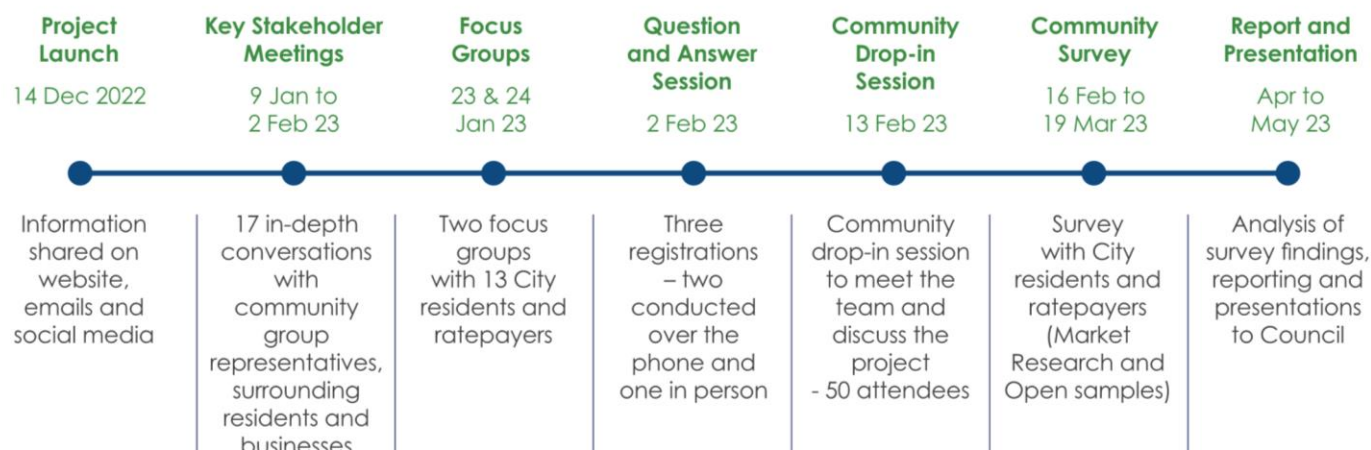 Project
Launch
14 Dec 2022
Information
shared on
website,
emails and
social media
Key Stakeholder
Meetings
9 Jan to
2 Feb 23
17 in-depth
conversations
with
community
group
representatives,
surrounding
residents and
businesses
Focus
Groups
23 & 24
Jan 23
Two focus
groups
with 13 City
residents and
ratepayers
Question
and Answer
Session
2 Feb 23
Three
registrations
– two
conducted
over the
phone and
one in person
Community
Drop-in
Session
13 Feb 23
Community
drop-in session
to meet the
team and
discuss the
project
- 50 attendees
Community
Survey
16 Feb to
19 Mar 23
Survey
with City
residents and
ratepayers
(Market
Research and
Open samples)
Report and
Presentation
Apr to
May 23
Analysis of
survey findings,
reporting and
presentations
to Council